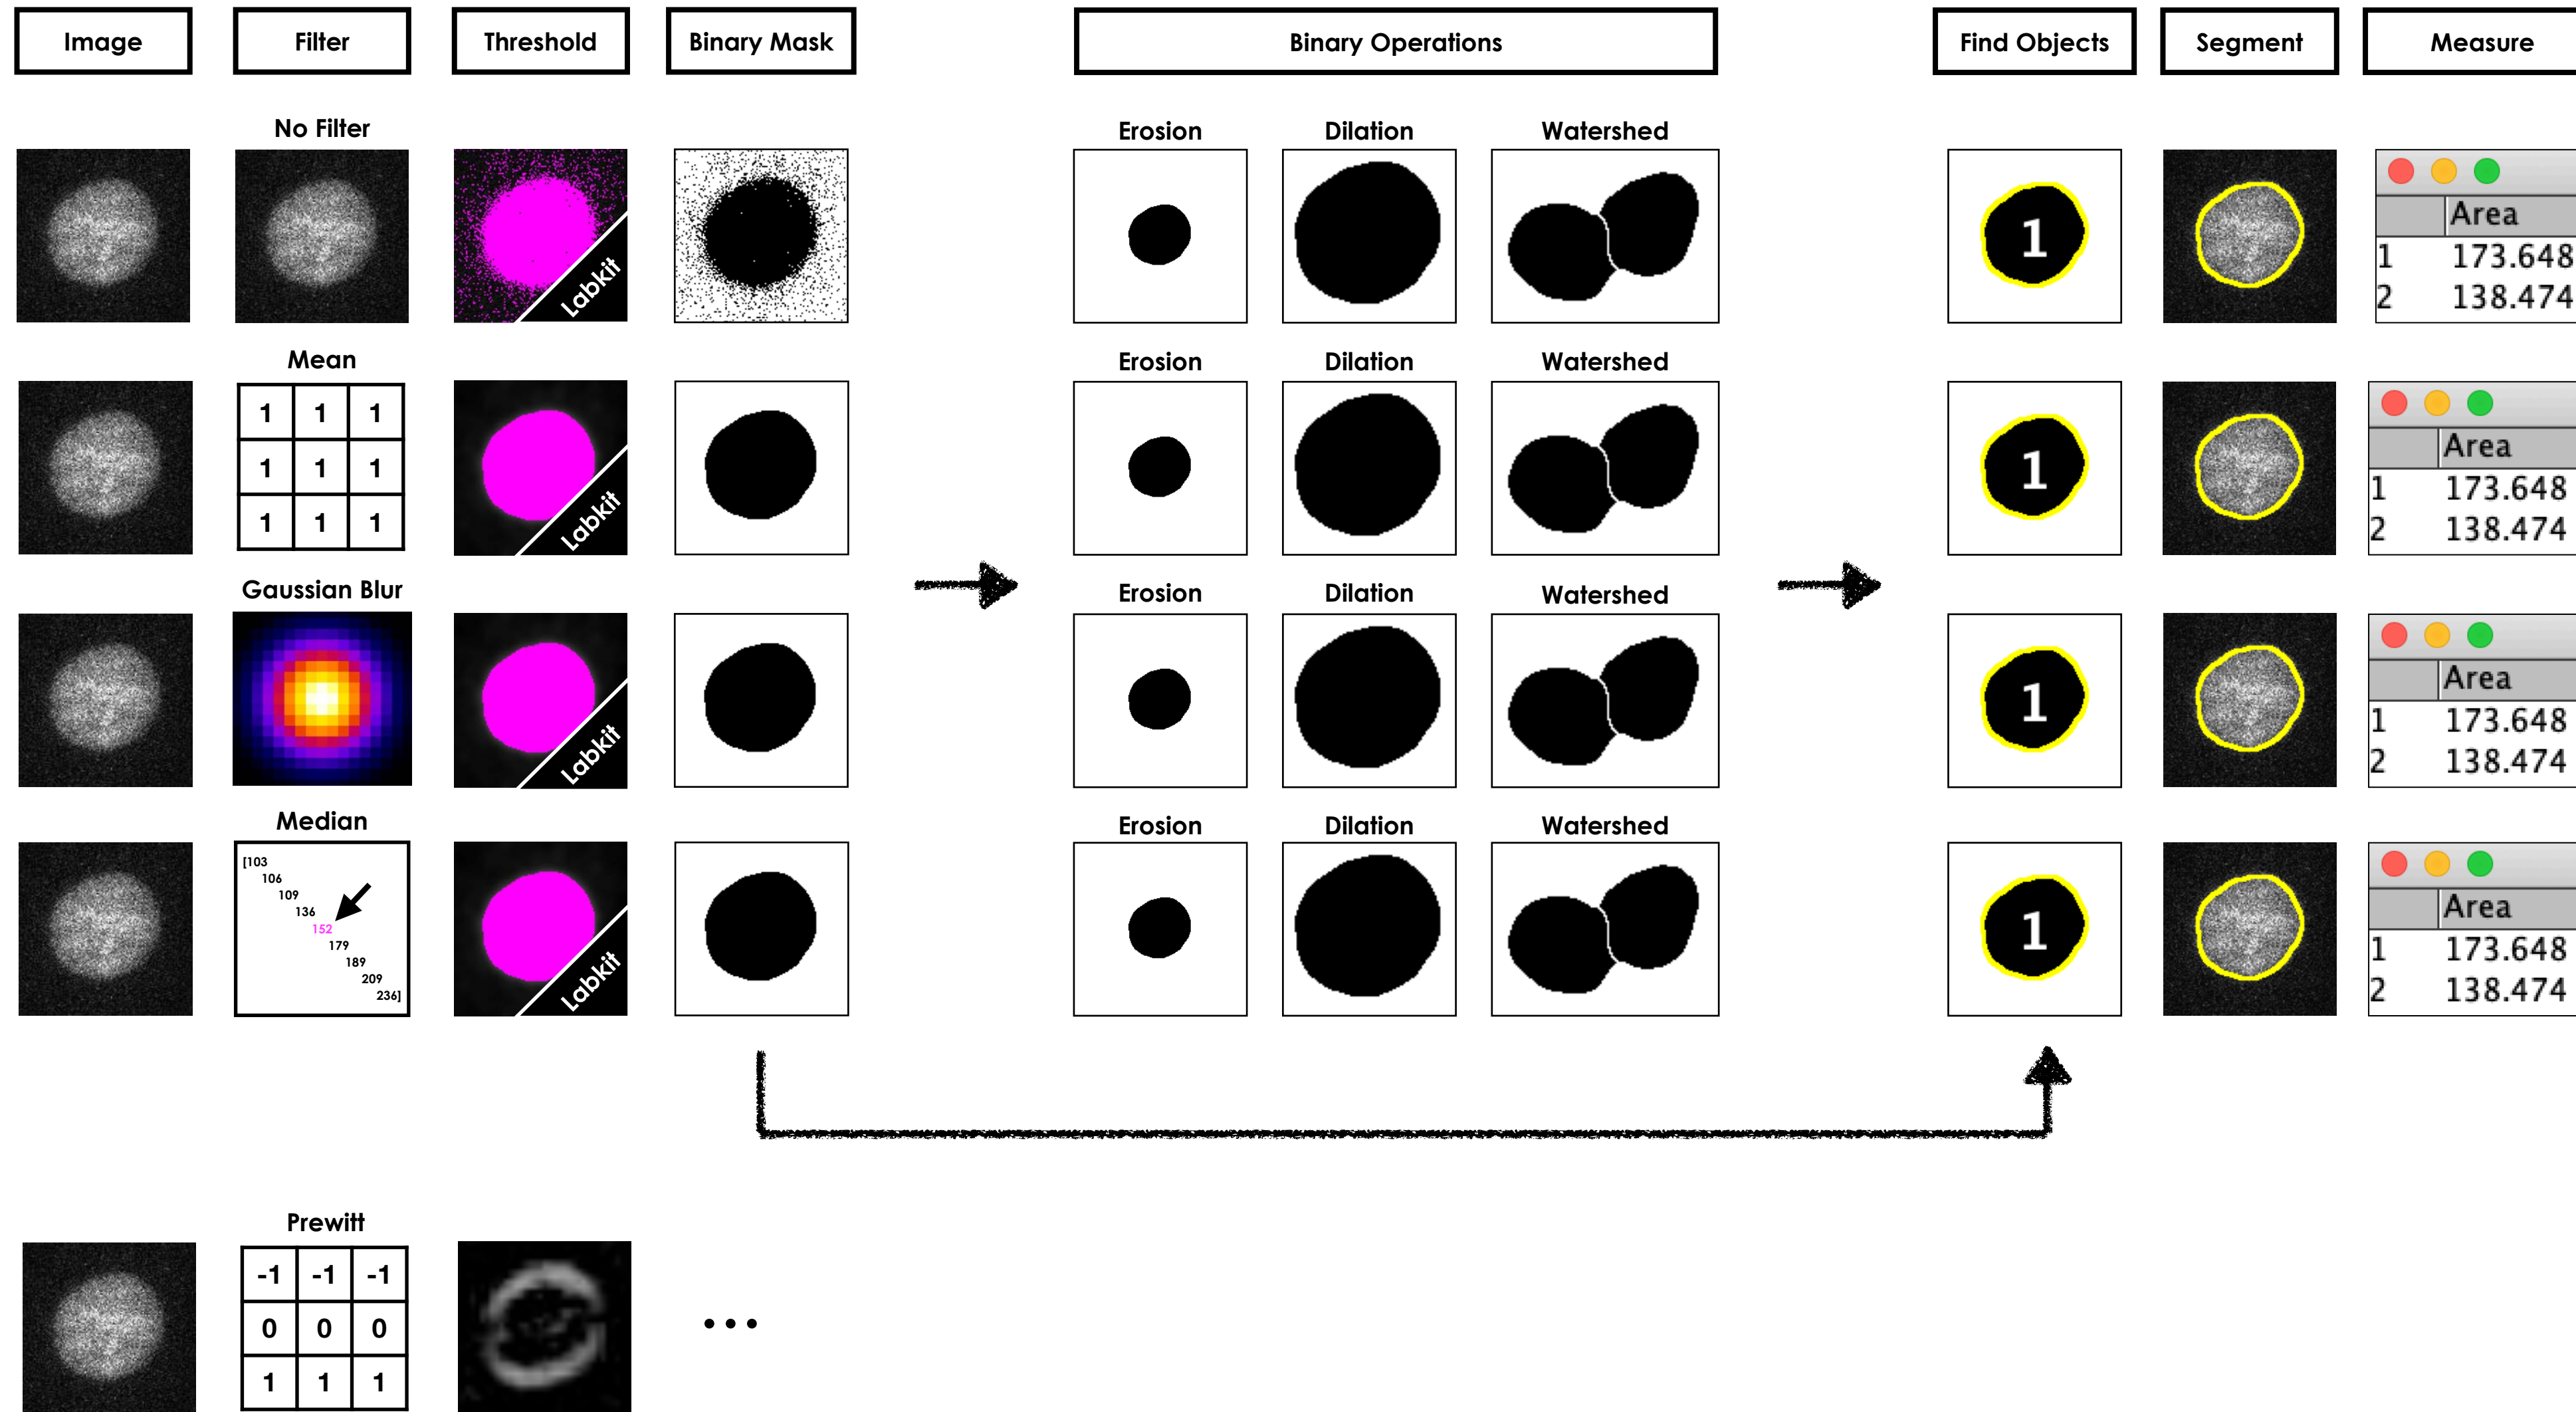 Image Filter Threshold Binary Mask Binary Operations Find Objects Segment Measure
No Filter Erosion Dilation Watershed
Labkit
1
Area
1 173.648
2 138.474
Mean Erosion Dilation Watershed
1 1 1
1 1 1
1 1 1
Labkit
1
Area
1 173.648
2 138.474
Gaussian Blur Erosion Dilation Watershed
Labkit
1
Area
1 173.648
2 138.474
Median Erosion Dilation Watershed
[103
106
109
136
152
179
189
209
236]
Labkit
1
Area
1 173.648
2 138.474
Prewitt
-1 -1 -1
0 0 0
1 1 1
...